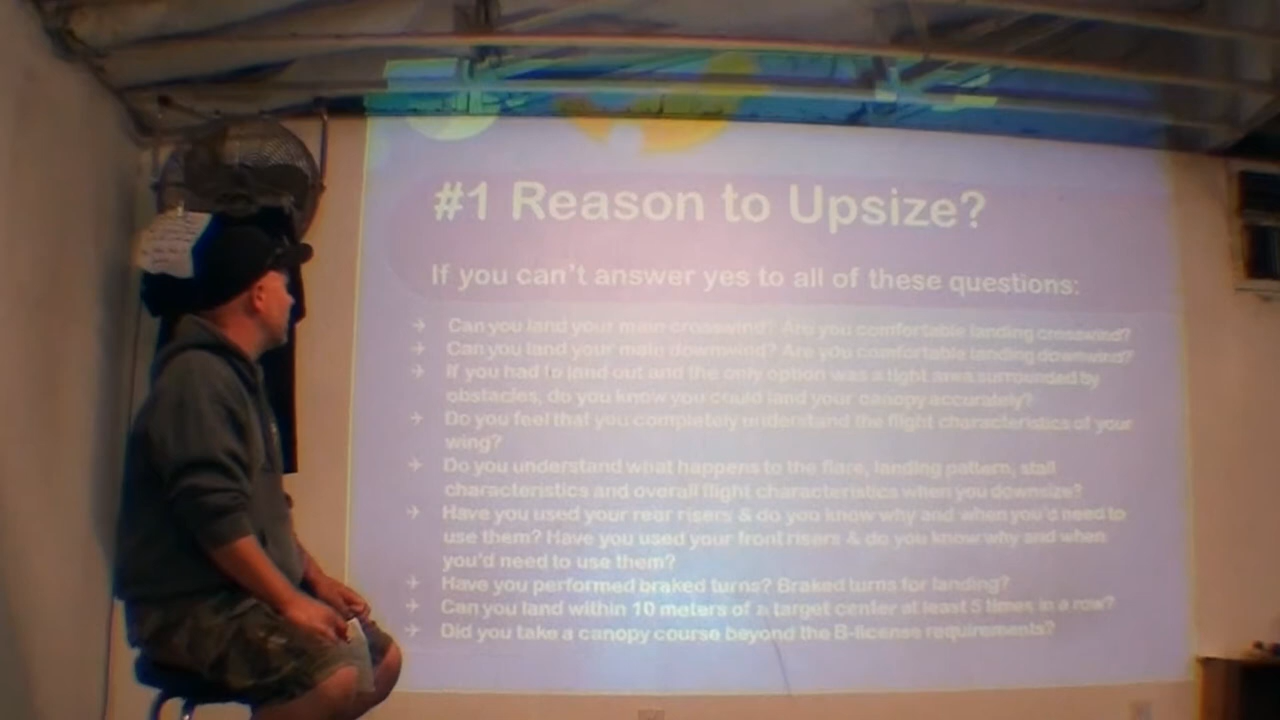 #1 Reason to Upsize?
If you can't answer yes to all of these questions:
Can you land your main crosswind? Are you comfortable landing crosswind?
Can you land your main downwind? Are you comfortable landing downwind?
If you had to land out and the only option was a tight area surrounded by
obstacles, do you know you could land your canopy accurately?
Do you feel that you completely understand the flight characteristics of your
wing?
Do you understand what happens to the flare, landing pattern, stall
characteristics and overall flight characteristics when you downsize?
Have you used your rear risers & do you know why and when you'd need to
use them? Have you used your front risers & do you know why and when
you'd need to use them?
Have you performed braked turns? Braked turns for landing?
Can you land within 10 meters of a target center at least 5 times in a row?
Did you take a canopy course beyond the B-license requirements?